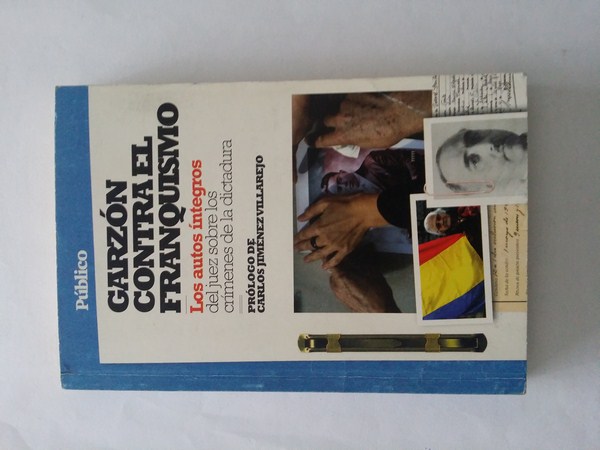 Público
GARZÓN
CONTRA EL
FRANQUISMO
Los autos íntegros
del juez sobre los
crímenes de la dictadura
PRÓLOGO DE
CARLOS JIMÉNEZ VILLAREJO